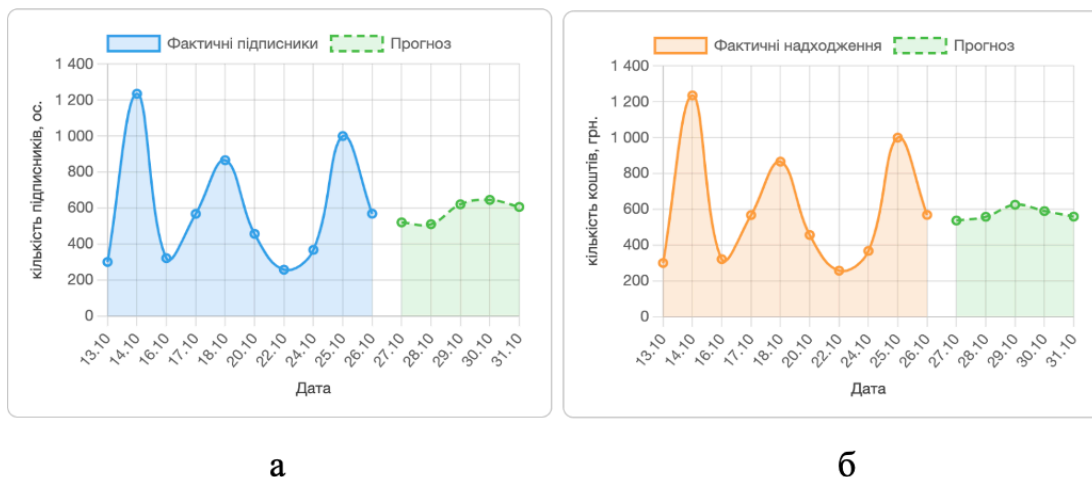 Фактичні підписники Прогноз
кількість підписників, ос.
1 400
1 200
1 000
800
600
400
200
0
13.10 14.10 16.10 17.10 18.10 20.10 22.10 24.10 25.10 26.10 27.10 28.10 29.10 30.10 31.10
Дата
а
Фактичні надходження Прогноз
кількість коштів, грн.
1 400
1 200
1 000
800
600
400
200
0
13.10 14.10 16.10 17.10 18.10 20.10 22.10 24.10 25.10 26.10 27.10 28.10 29.10 30.10 31.10
Дата
б